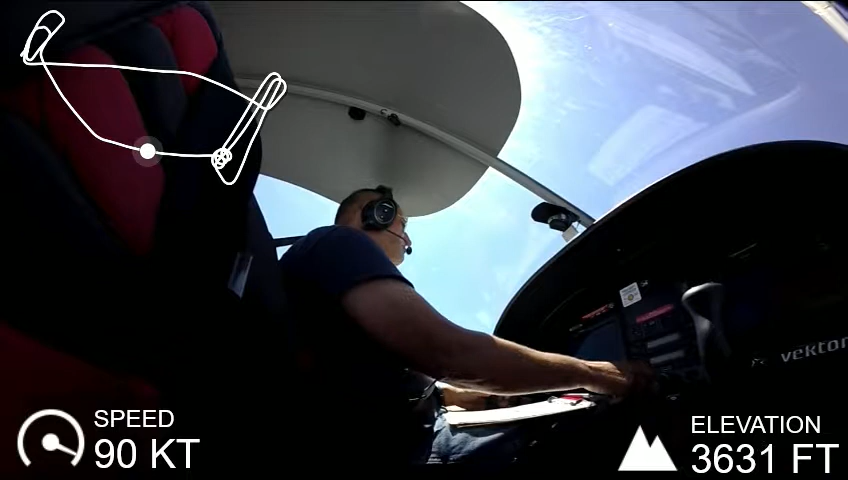 vektor
SPEED
90 KT
ELEVATION
3631 FT